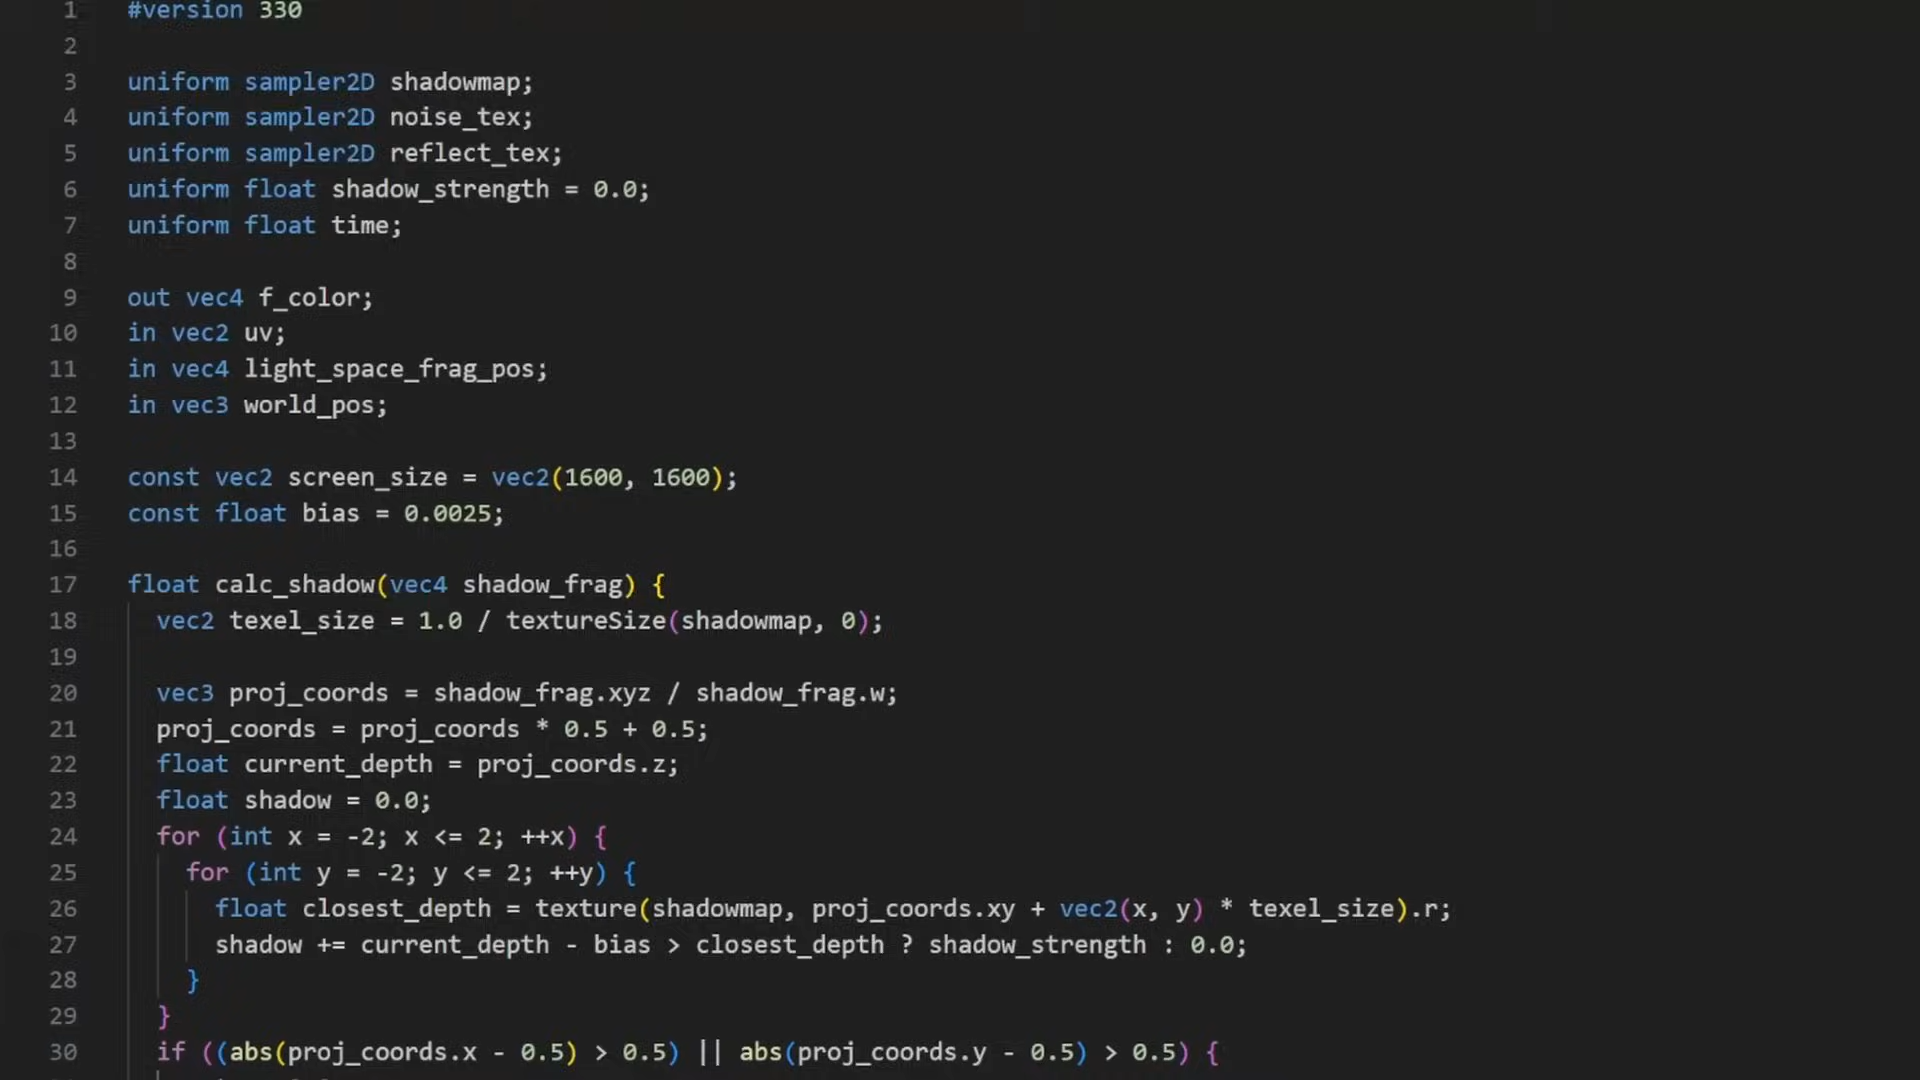 1 #version 330
2
3 uniform sampler2D shadowmap;
4 uniform sampler2D noise_tex;
5 uniform sampler2D reflect_tex;
6 uniform float shadow_strength = 0.0;
7 uniform float time;
8
9 out vec4 f_color;
10 in vec2 uv;
11 in vec4 light_space_frag_pos;
12 in vec3 world_pos;
13
14 const vec2 screen_size = vec2(1600, 1600);
15 const float bias = 0.0025;
16
17 float calc_shadow(vec4 shadow_frag) {
18 vec2 texel_size = 1.0 / textureSize(shadowmap, 0);
19
20 vec3 proj_coords = shadow_frag.xyz / shadow_frag.w;
21 proj_coords = proj_coords * 0.5 + 0.5;
22 float current_depth = proj_coords.z;
23 float shadow = 0.0;
24 for (int x = -2; x <= 2; ++x) {
25 for (int y = -2; y <= 2; ++y) {
26 float closest_depth = texture(shadowmap, proj_coords.xy + vec2(x, y) * texel_size).r;
27 shadow += current_depth - bias > closest_depth ? shadow_strength : 0.0;
28 }
29 }
30 if ((abs(proj_coords.x - 0.5) > 0.5) || abs(proj_coords.y - 0.5) > 0.5) {